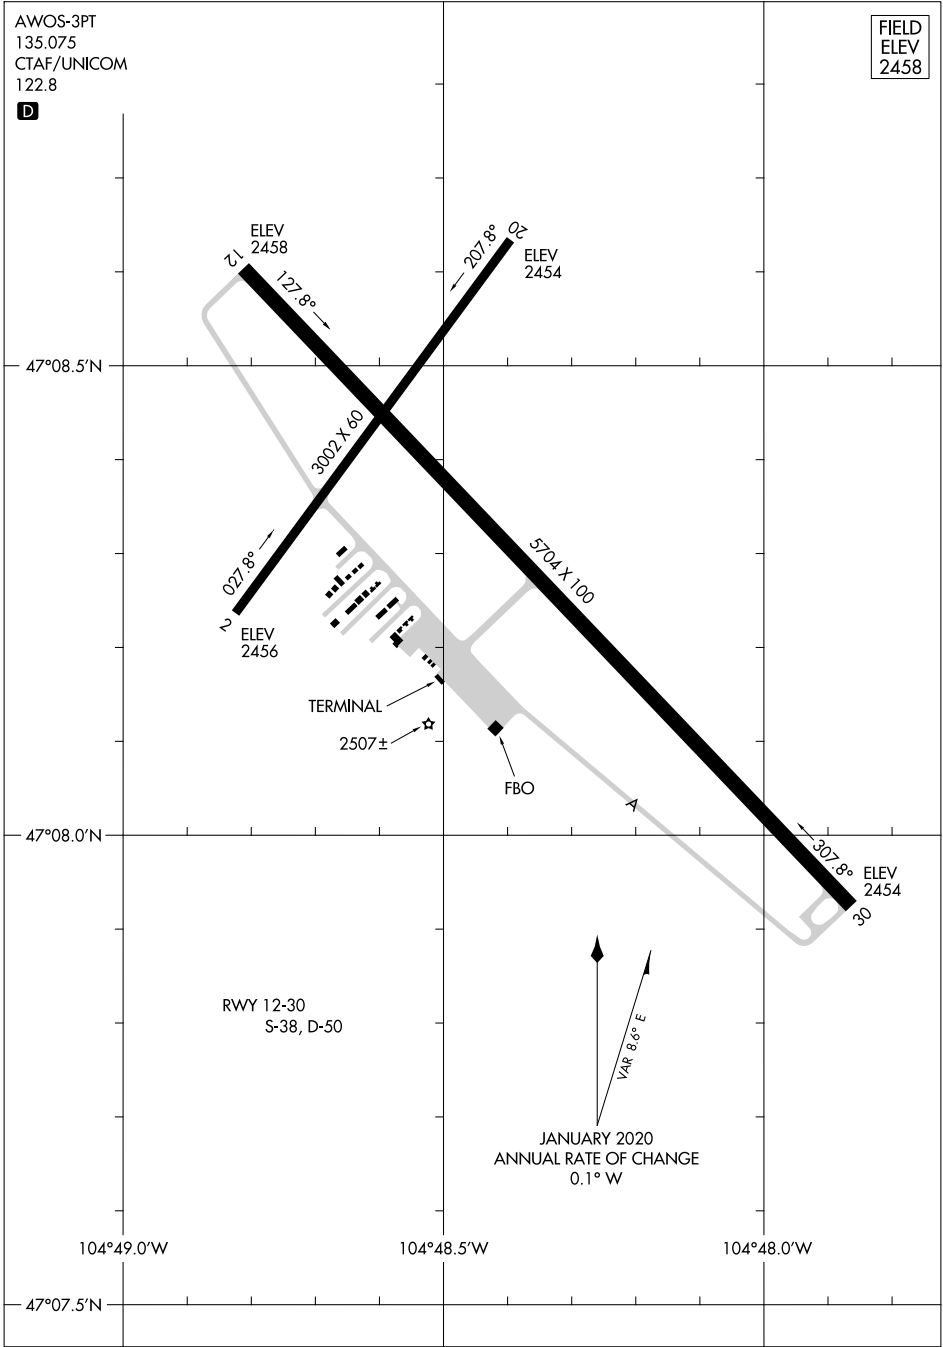 AWOS-3PT
135.075
CTAF/UNICOM
122.8
D
FIELD
ELEV
2458
ELEV
2458
12
127.8°
207.8°
20
ELEV
2454
47°08.5'N
3002 X 60
027.8°
2
ELEV
2456
5704 X 100
TERMINAL
2507±
FBO
A
47°08.0'N
307.8°
ELEV
2454
30
RWY 12-30
S-38, D-50
VAR 8.6° E
JANUARY 2020
ANNUAL RATE OF CHANGE
0.1° W
104°49.0'W
104°48.5'W
104°48.0'W
47°07.5'N